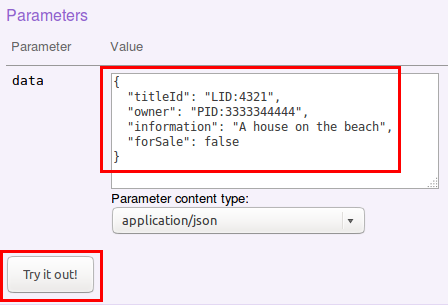 Parameters
Parameter Value
data
{
  "titleId": "LID:4321",
  "owner": "PID:3333344444",
  "information": "A house on the beach",
  "forSale": false
}
Parameter content type:
application/json
Try it out!